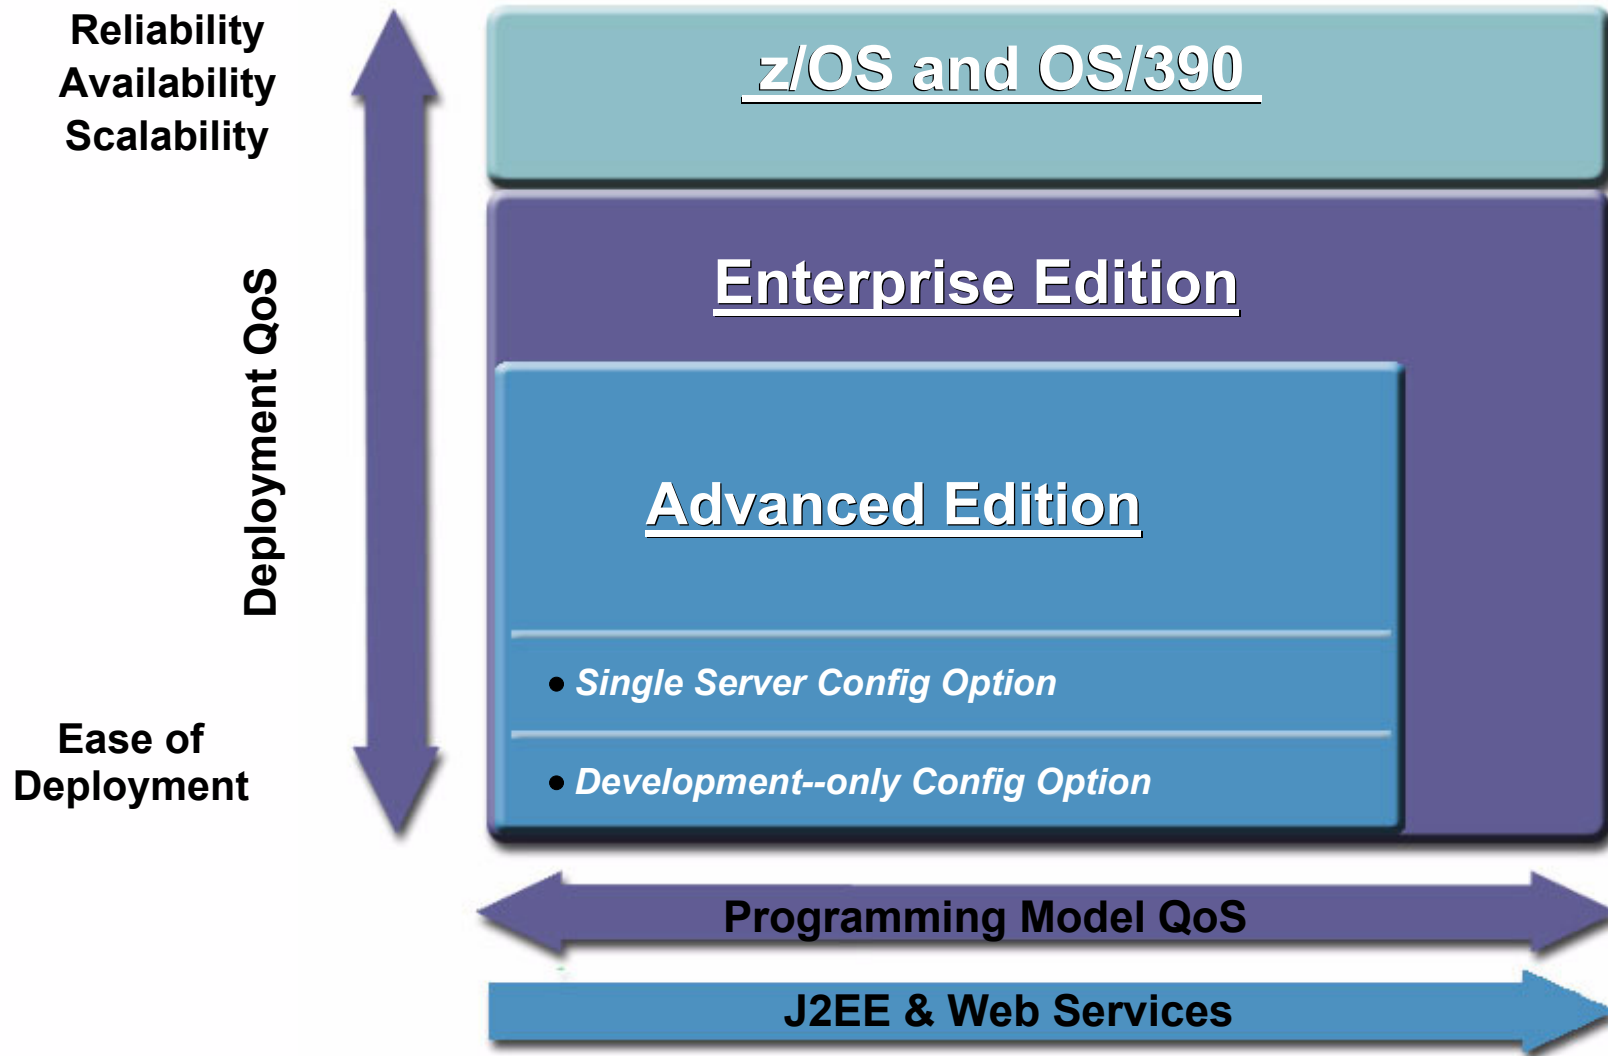 Reliability
Availability
Scalability
z/OS and OS/390
Deployment QoS
Enterprise Edition
Advanced Edition
• Single Server Config Option
• Development--only Config Option
Ease of
Deployment
Programming Model QoS
J2EE & Web Services